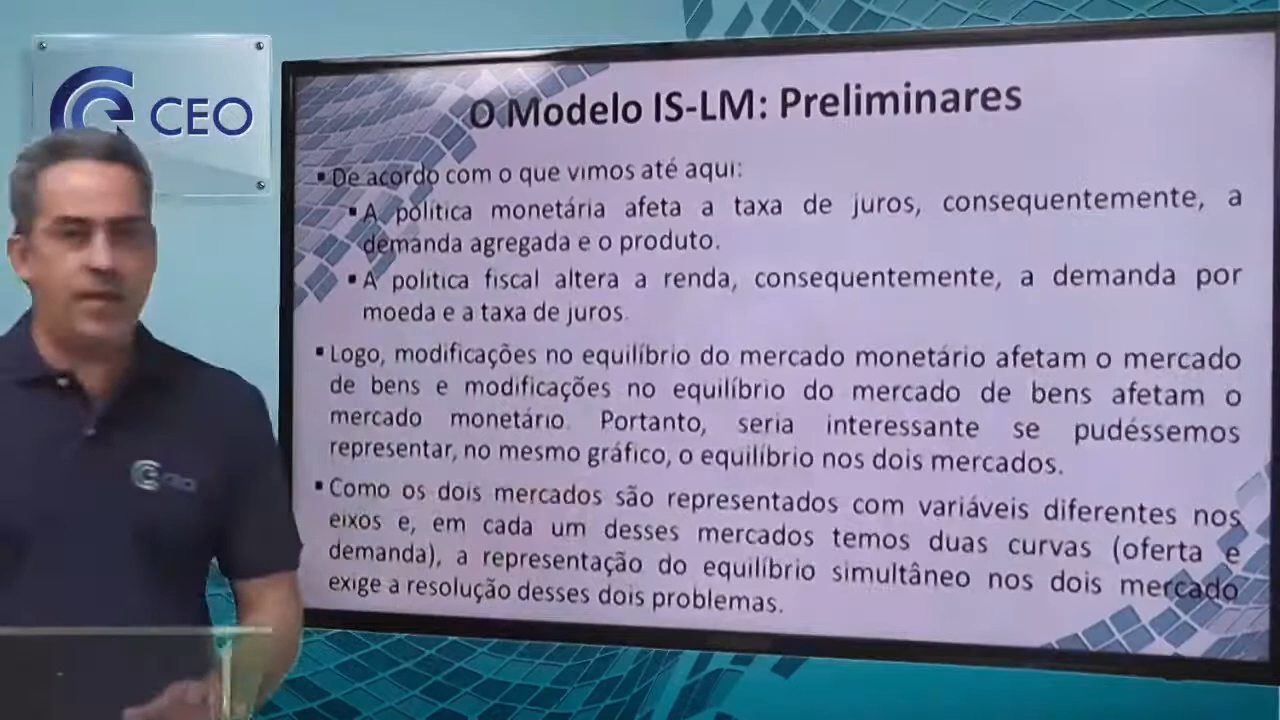 CEO
O Modelo IS-LM: Preliminares
▪ De acordo com o que vimos até aqui:
▪ A política monetária afeta a taxa de juros, consequentemente, a
demanda agregada e o produto.
▪ A política fiscal altera a renda, consequentemente, a demanda por
moeda e a taxa de juros.
▪ Logo, modificações no equilíbrio do mercado monetário afetam o mercado
de bens e modificações no equilíbrio do mercado de bens afetam o
mercado monetário. Portanto, seria interessante se pudéssemos
representar, no mesmo gráfico, o equilíbrio nos dois mercados.
▪ Como os dois mercados são representados com variáveis diferentes nos
eixos e, em cada um desses mercados temos duas curvas (oferta e
demanda), a representação do equilíbrio simultâneo nos dois mercado
exige a resolução desses dois problemas.